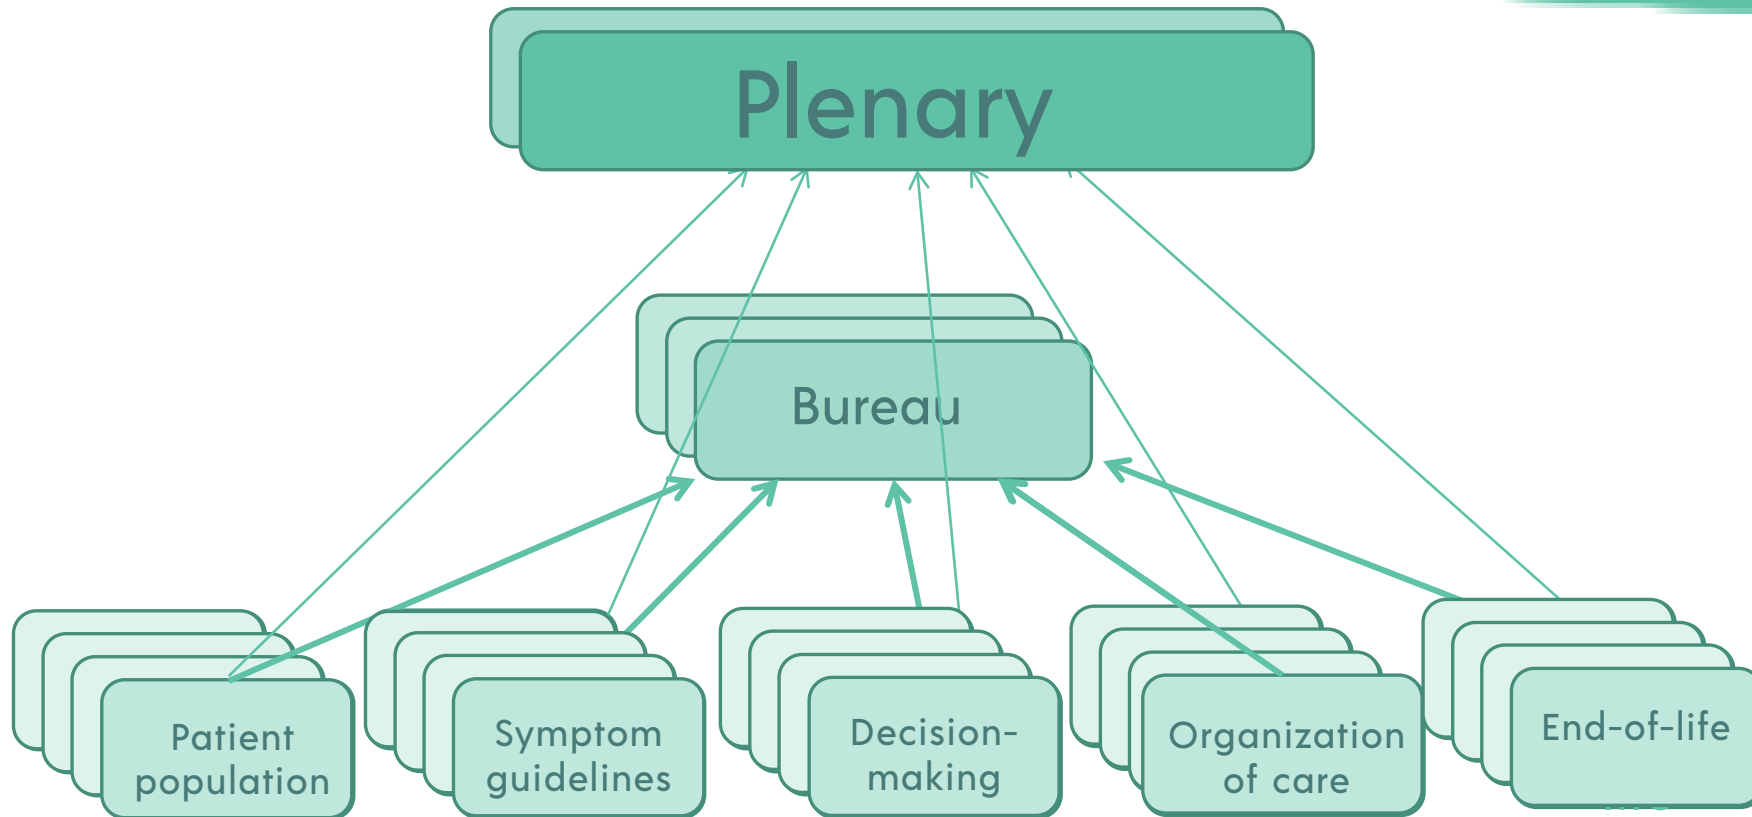 Plenary
Bureau
Patient
population
Symptom
guidelines
Decision-
making
Organization
of care
End-of-life